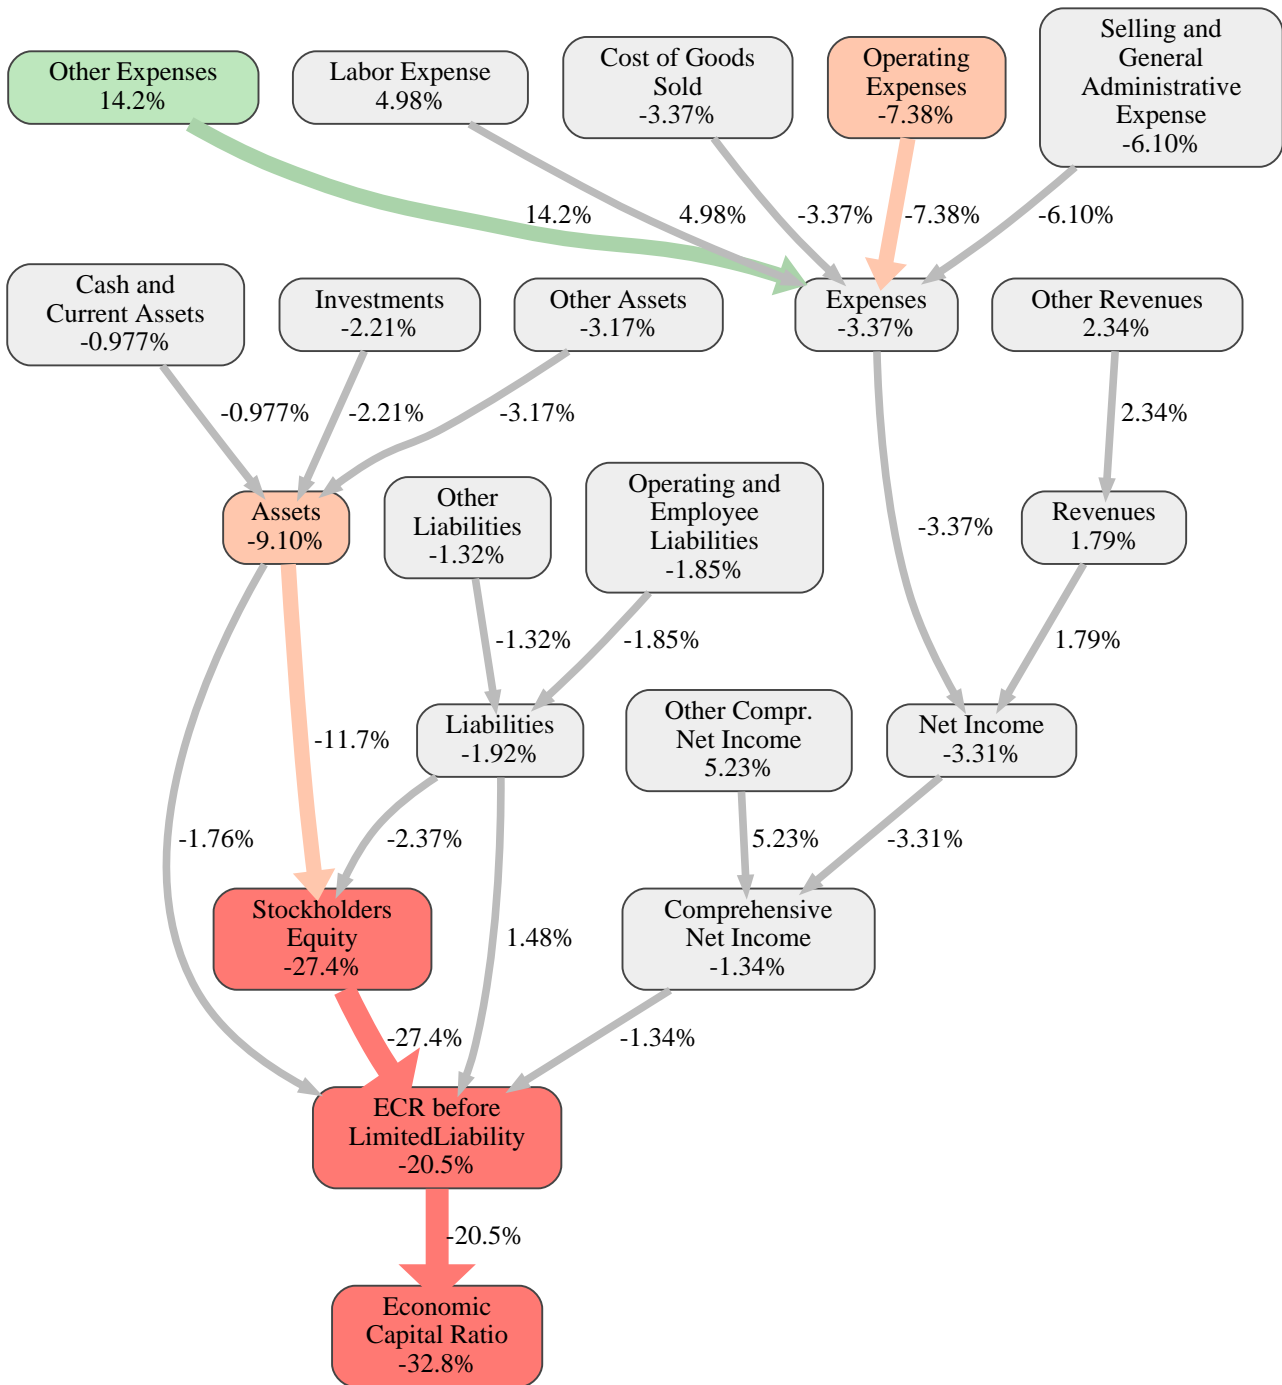 Other Expenses
14.2%
Labor Expense
4.98%
Cost of Goods
Sold
-3.37%
Operating
Expenses
-7.38%
Selling and
General
Administrative
Expense
-6.10%
14.2%
4.98%
-3.37%
-7.38%
-6.10%
Cash and
Current Assets
-0.977%
Investments
-2.21%
Other Assets
-3.17%
Expenses
-3.37%
Other Revenues
2.34%
-0.977%
-2.21%
-3.17%
2.34%
Assets
-9.10%
Other
Liabilities
-1.32%
Operating and
Employee
Liabilities
-1.85%
-3.37%
Revenues
1.79%
-1.32%
-1.85%
1.79%
Liabilities
-1.92%
Other Compr.
Net Income
5.23%
Net Income
-3.31%
-11.7%
-1.76%
-2.37%
5.23%
-3.31%
Stockholders
Equity
-27.4%
1.48%
Comprehensive
Net Income
-1.34%
-27.4%
-1.34%
ECR before
LimitedLiability
-20.5%
-20.5%
Economic
Capital Ratio
-32.8%